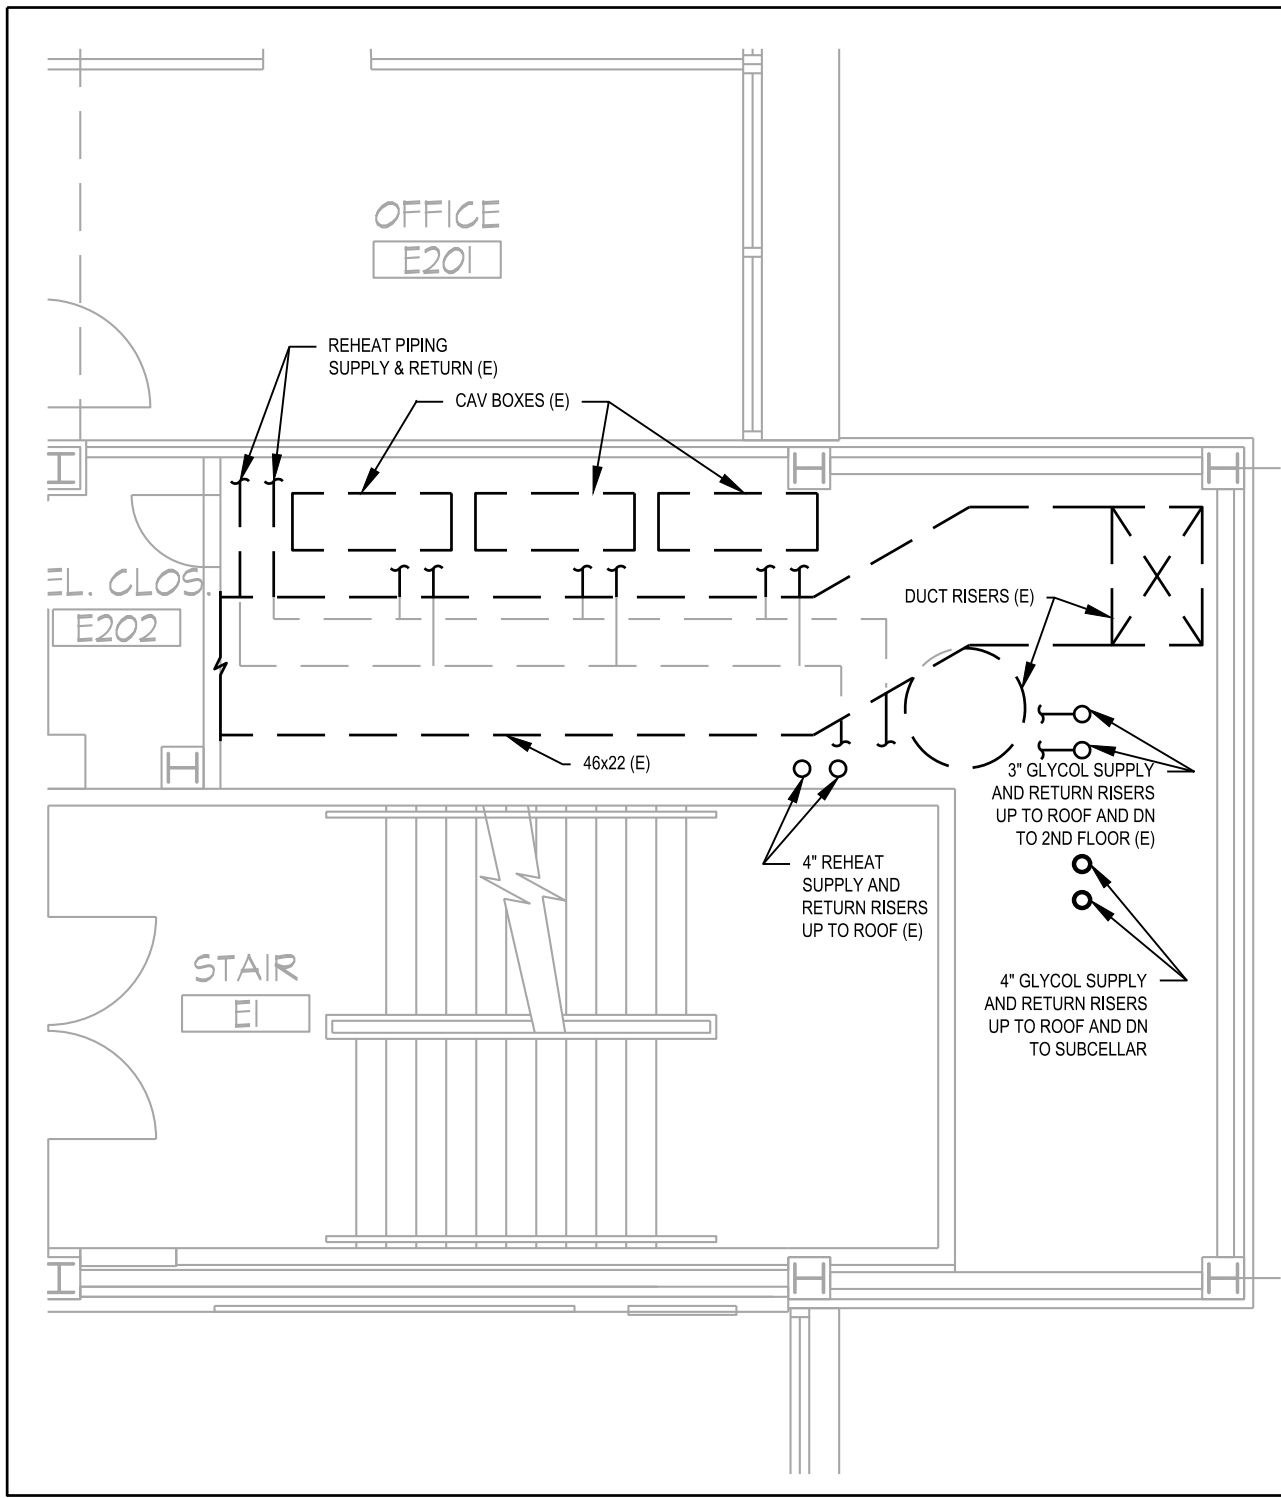 OFFICE
E201
REHEAT PIPING
SUPPLY & RETURN (E)
CAV BOXES (E)
EL. CLOS.
E202
DUCT RISERS (E)
46x22 (E)
3" GLYCOL SUPPLY
AND RETURN RISERS
UP TO ROOF AND DN
TO 2ND FLOOR (E)
4" REHEAT
SUPPLY AND
RETURN RISERS
UP TO ROOF (E)
STAIR
E1
4" GLYCOL SUPPLY
AND RETURN RISERS
UP TO ROOF AND DN
TO SUBCELLAR